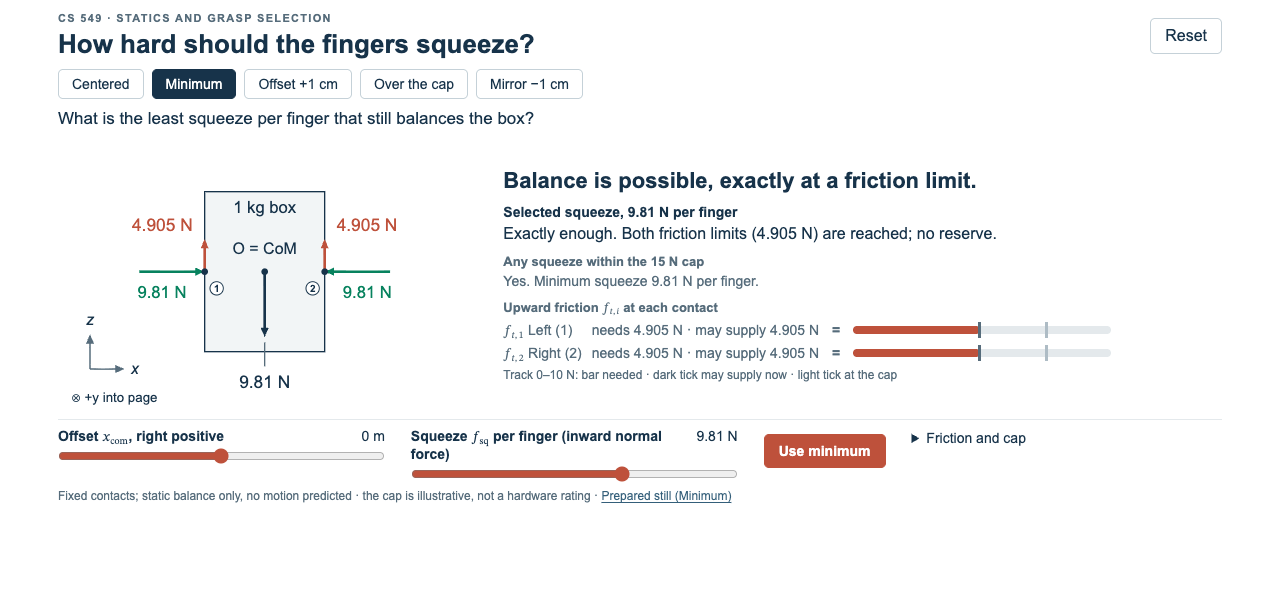 CS 549 · STATICS AND GRASP SELECTION
How hard should the fingers squeeze?
Reset
Centered
Minimum
Offset +1 cm
Over the cap
Mirror −1 cm
What is the least squeeze per finger that still balances the box?
1 kg box
4.905 N
4.905 N
O = CoM
9.81 N
①
②
9.81 N
z
x
9.81 N
⊗ +y into page
Balance is possible, exactly at a friction limit.
Selected squeeze, 9.81 N per finger
Exactly enough. Both friction limits (4.905 N) are reached; no reserve.
Any squeeze within the 15 N cap
Yes. Minimum squeeze 9.81 N per finger.
Upward friction f_{t,i} at each contact
f_{t,1} Left (1) needs 4.905 N · may supply 4.905 N =
f_{t,2} Right (2) needs 4.905 N · may supply 4.905 N =
Track 0–10 N: bar needed · dark tick may supply now · light tick at the cap
Offset x_{com}, right positive 0 m
Squeeze f_{sq} per finger (inward normal 9.81 N
force)
Use minimum
▶ Friction and cap
Fixed contacts; static balance only, no motion predicted · the cap is illustrative, not a hardware rating · Prepared still (Minimum)